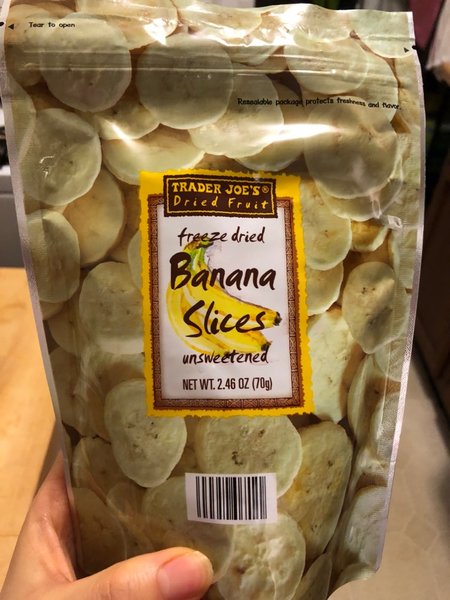 Tear to open
Resealable package protects freshness and flavor.
TRADER JOE'S®
Dried Fruit
freeze dried
Banana
Slices
unsweetened
NET WT. 2.46 OZ (70g)